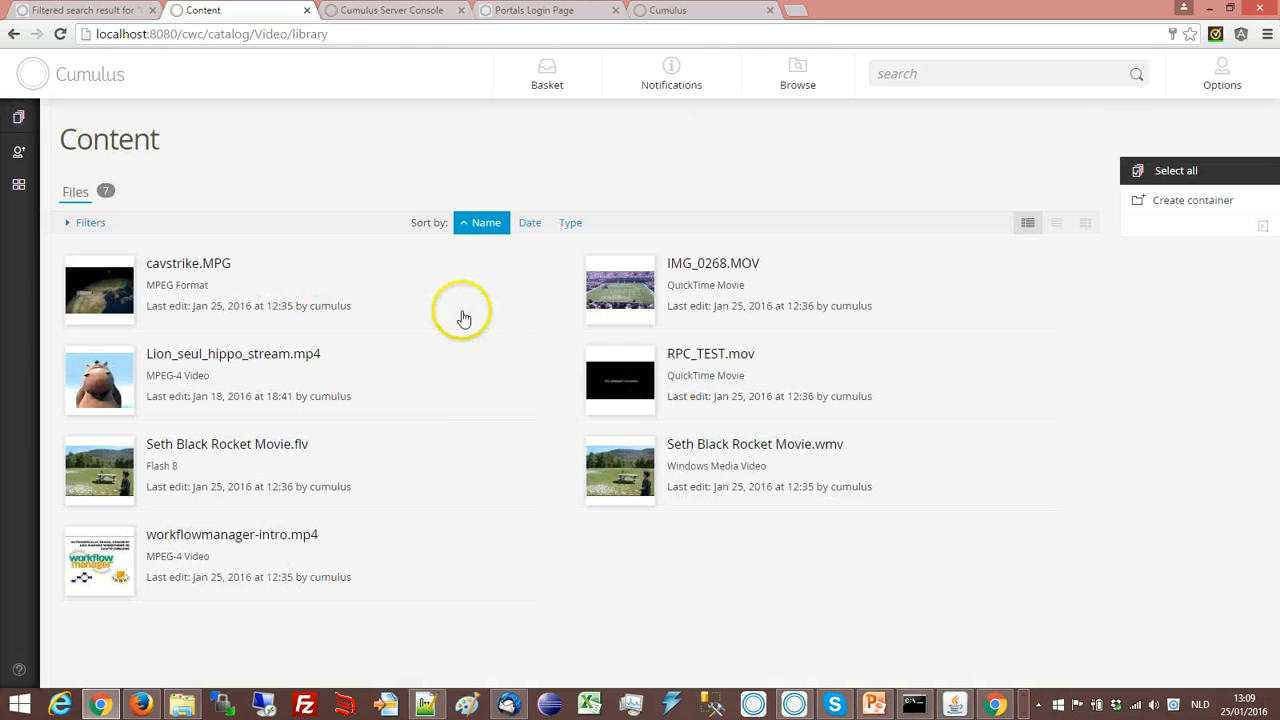 Filtered search result for "
Content
Cumulus Server Console
Portals Login Page
Cumulus
localhost:8080/cwc/catalog/Video/library
Cumulus
Basket
Notifications
Browse
search
Options
Content
Files 7
Select all
Create container
Filters
Sort by: Name Date Type
cavstrike.MPG
MPEG Format
Last edit: Jan 25, 2016 at 12:35 by cumulus
IMG_0268.MOV
QuickTime Movie
Last edit: Jan 25, 2016 at 12:36 by cumulus
Lion_seul_hippo_stream.mp4
MPEG-4 Video
Last edit: Jan 18, 2016 at 18:41 by cumulus
RPC_TEST.mov
QuickTime Movie
Last edit: Jan 25, 2016 at 12:36 by cumulus
Seth Black Rocket Movie.flv
Flash 8
Last edit: Jan 25, 2016 at 12:36 by cumulus
Seth Black Rocket Movie.wmv
Windows Media Video
Last edit: Jan 25, 2016 at 12:35 by cumulus
workflow
manager
workflowmanager-intro.mp4
MPEG-4 Video
Last edit: Jan 25, 2016 at 12:35 by cumulus
NLD
13:09
25/01/2016